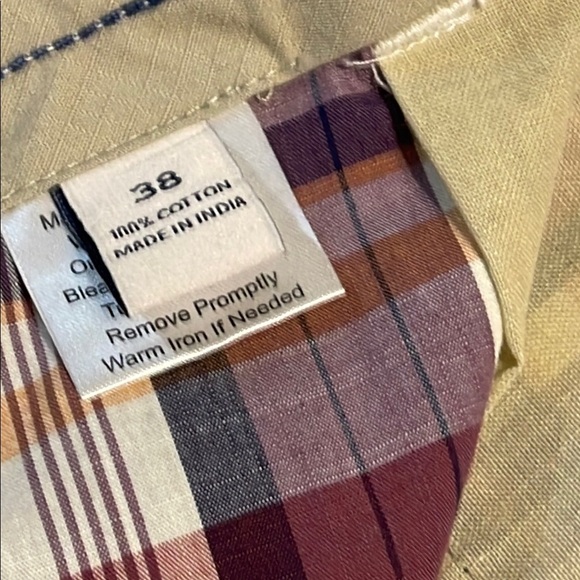 38
100% COTTON
MADE IN INDIA
Remove Promptly
Warm Iron If Needed